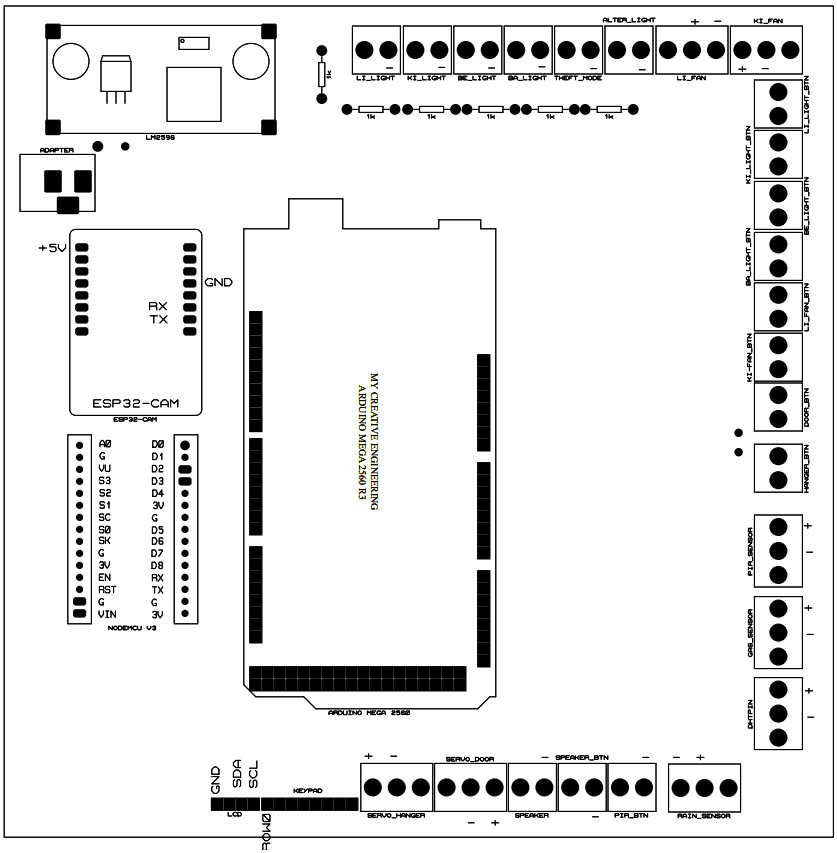 ALTER_LIGHT
+ −
KI_FAN
− − − − − −
LI_LIGHT KI_LIGHT BE_LIGHT BA_LIGHT THEFT_MODE LI_FAN
+ −
1k
1k 1k 1k 1k 1k
LM2596
ADAPTER
LI_LIGHT_BTN
KI_LIGHT_BTN
BE_LIGHT_BTN
BA_LIGHT_BTN
LI_FAN_BTN
KI-FAN_BTN
DOOR_BTN
HANGER_BTN
+5V
GND
RX
TX
ESP32-CAM
ESP32-CAM
MY CREATIVE ENGINEERING
ARDUINO MEGA 2560 R3
A0 D0
G D1
VU D2
S3 D3
S2 D4
S1 3V
SC G
S0 D5
SK D6
G D7
3V D8
EN RX
RST TX
G G
VIN 3V
NODEMCU V3
PIR_SENSOR
+
−
GAS_SENSOR
+
−
DHTPIN
+
−
ARDUINO MEGA 2560
GND
SDA
SCL
LCD
KEYPAD
ROW0
+ −
SERVO_DOOR
− SPEAKER_BTN −
− +
SERVO_HANGER
− +
SPEAKER
−
PIR_BTN
RAIN_SENSOR